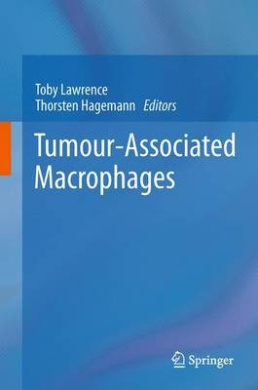 Toby Lawrence
Thorsten Hagemann Editors
Tumour-Associated
Macrophages
Springer